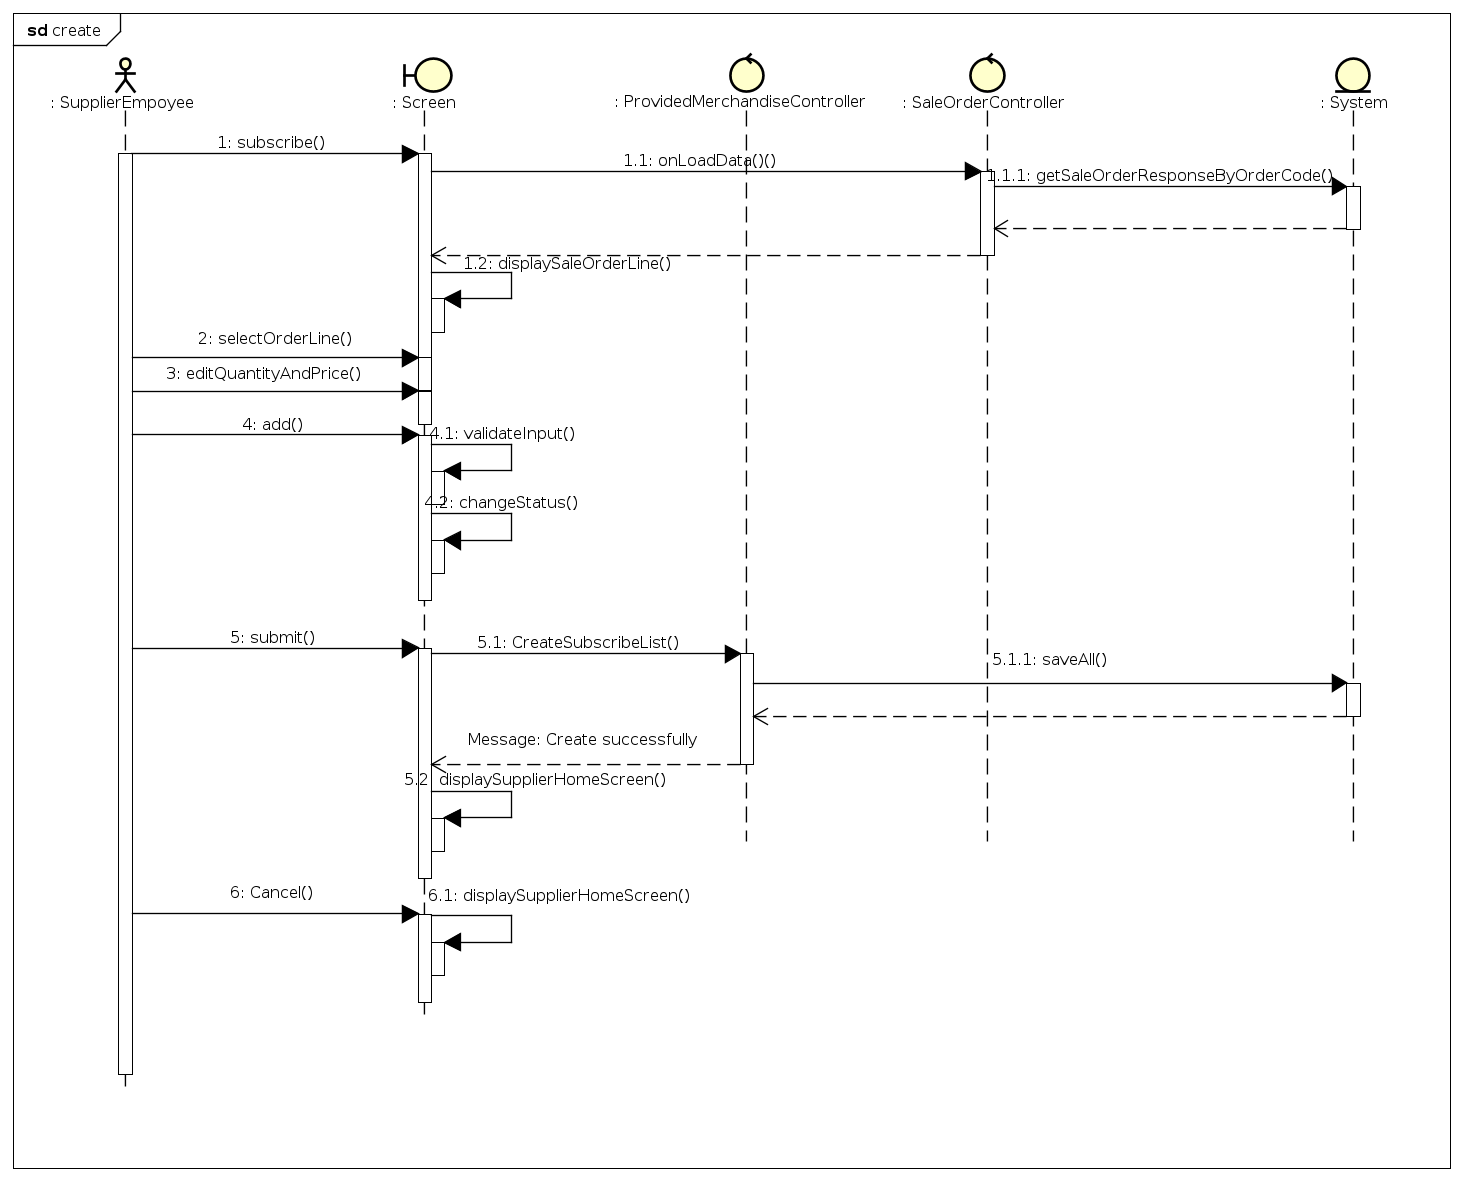 sd create
: SupplierEmpoyee
: Screen
: ProvidedMerchandiseController
: SaleOrderController
: System
1: subscribe()
1.1: onLoadData()()
1.1.1: getSaleOrderResponseByOrderCode()
1.2: displaySaleOrderLine()
2: selectOrderLine()
3: editQuantityAndPrice()
4: add()
4.1: validateInput()
4.2: changeStatus()
5: submit()
5.1: CreateSubscribeList()
5.1.1: saveAll()
Message: Create successfully
5.2: displaySupplierHomeScreen()
6: Cancel()
6.1: displaySupplierHomeScreen()